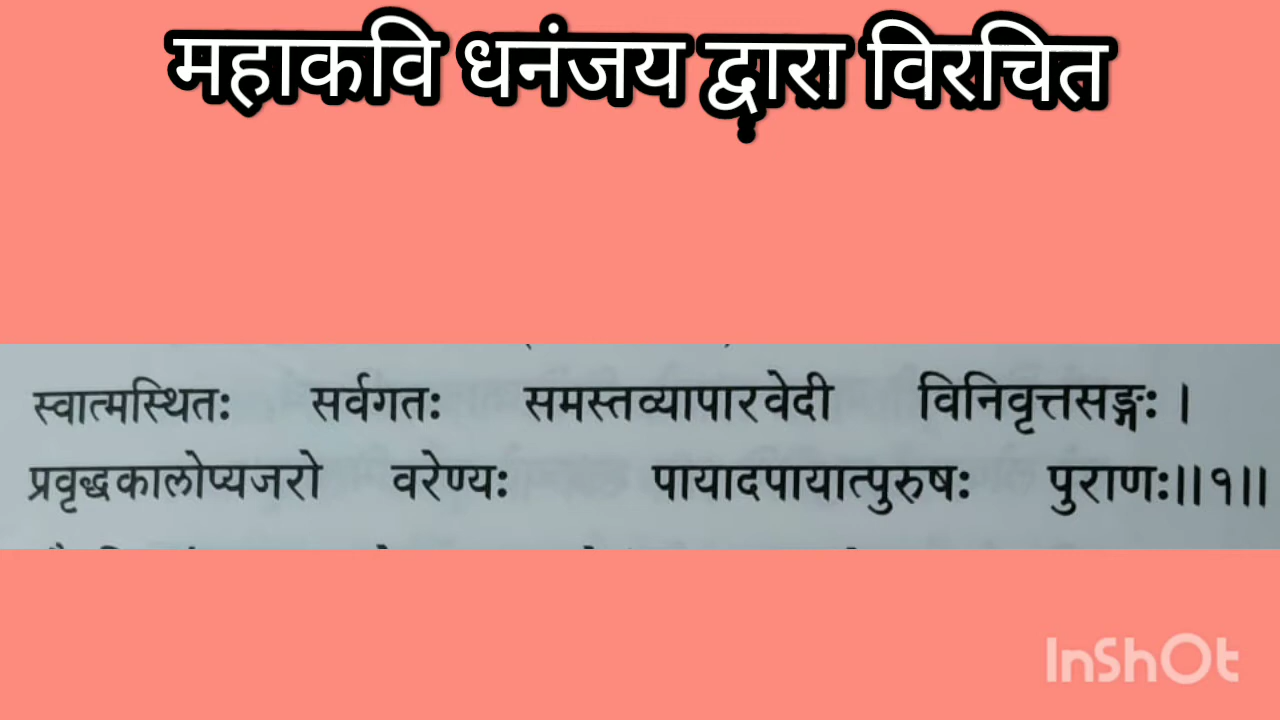 महाकवि धनंजय द्वारा विरचित
स्वात्मस्थितः सर्वगतः समस्तव्यापारवेदी विनिवृत्तसङ्गः ।
प्रवृद्धकालोप्यजरो वरेण्यः पायादपायात्पुरुषः पुराणः॥१॥
InShOt